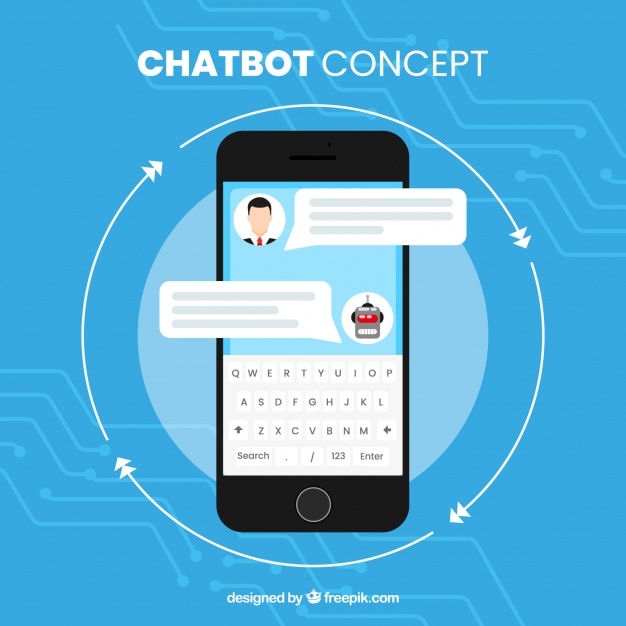 CHATBOT CONCEPT
Q W E R T Y U I O P
A S D F G H J K L
Z X C V B N M
Search . / 123 Enter
designed by freepik.com